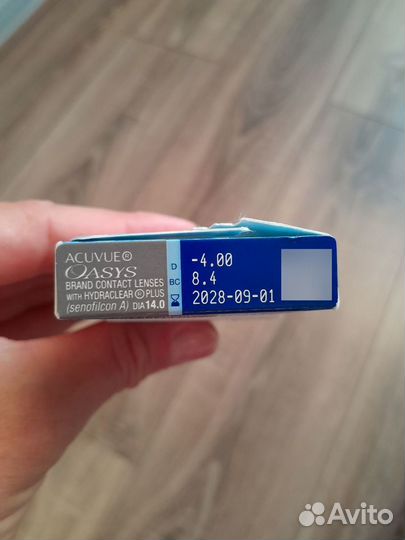 ACUVUE®
OASYS
BRAND CONTACT LENSES
WITH HYDRACLEAR® PLUS
(senofilcon A) DIA 14.0
D -4.00
BC 8.4
2028-09-01
Avito